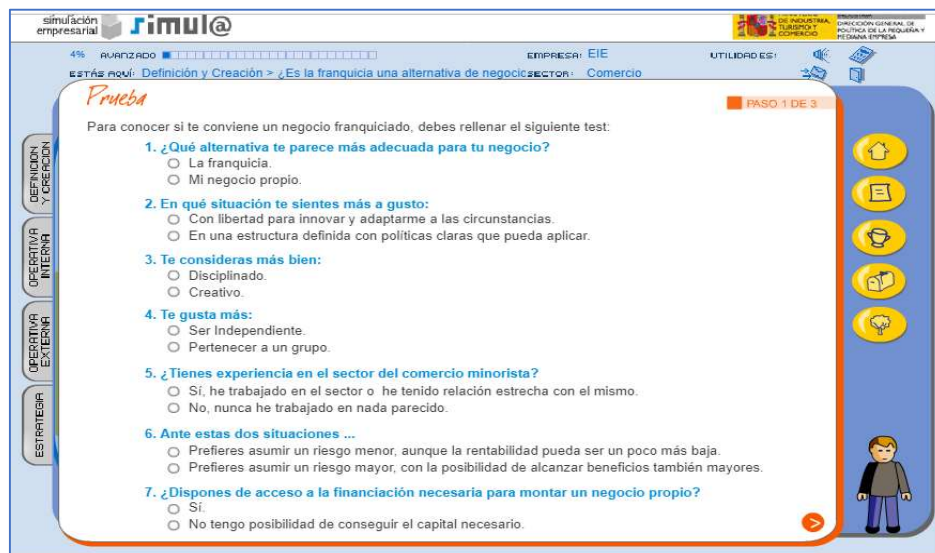 simulación
empresarial
simul@
DE INDUSTRIA,
TURISMO Y
COMERCIO
DIRECCIÓN GENERAL DE
POLÍTICA DE LA PEQUEÑA Y
MEDIANA EMPRESA
4% AVANZADO
EMPRESA: EIE
UTILIDADES:
ESTÁS AQUÍ: Definición y Creación > ¿Es la franquicia una alternativa de negocio
SECTOR: Comercio
Prueba
PASO 1 DE 3
Para conocer si te conviene un negocio franquiciado, debes rellenar el siguiente test:
1. ¿Qué alternativa te parece más adecuada para tu negocio?
La franquicia.
Mi negocio propio.
2. En qué situación te sientes más a gusto:
Con libertad para innovar y adaptarme a las circunstancias.
En una estructura definida con políticas claras que pueda aplicar.
3. Te consideras más bien:
Disciplinado.
Creativo.
4. Te gusta más:
Ser Independiente.
Pertenecer a un grupo.
5. ¿Tienes experiencia en el sector del comercio minorista?
Sí, he trabajado en el sector o he tenido relación estrecha con el mismo.
No, nunca he trabajado en nada parecido.
6. Ante estas dos situaciones ...
Prefieres asumir un riesgo menor, aunque la rentabilidad pueda ser un poco más baja.
Prefieres asumir un riesgo mayor, con la posibilidad de alcanzar beneficios también mayores.
7. ¿Dispones de acceso a la financiación necesaria para montar un negocio propio?
Sí.
No tengo posibilidad de conseguir el capital necesario.
DEFINICION
Y CREACION
OPERATIVA
INTERNA
OPERATIVA
EXTERNA
ESTRATEGIA